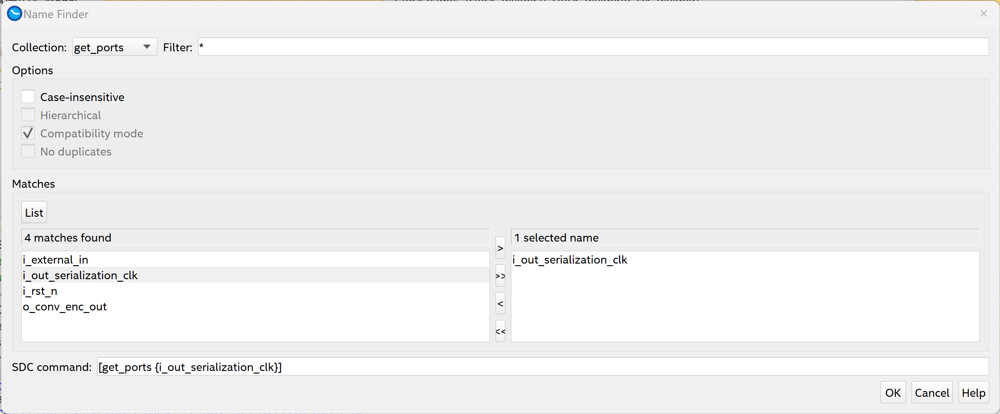 Name Finder
Collection: get_ports Filter: *
Options
Case-insensitive
Hierarchical
Compatibility mode
No duplicates
Matches
List
4 matches found
i_external_in
i_out_serialization_clk
i_rst_n
o_conv_enc_out
>
>>
<
<<
1 selected name
i_out_serialization_clk
SDC command: [get_ports {i_out_serialization_clk}]
OK Cancel Help